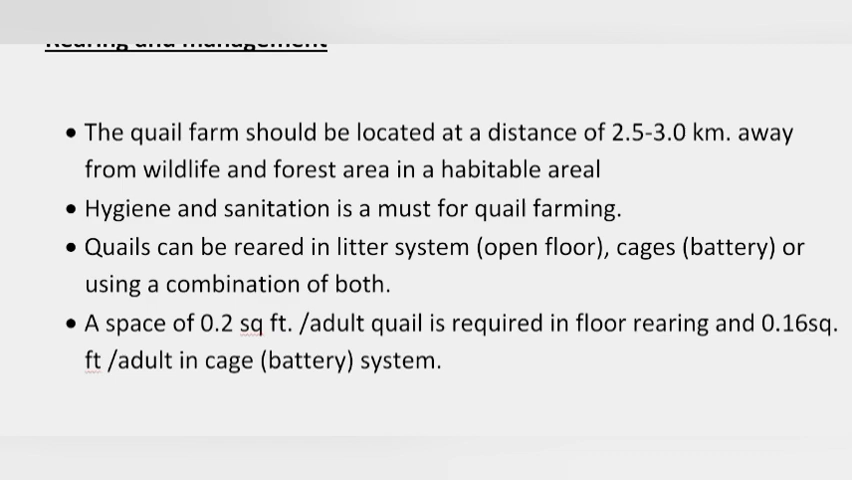 Rearing and management
• The quail farm should be located at a distance of 2.5-3.0 km. away
from wildlife and forest area in a habitable areal
• Hygiene and sanitation is a must for quail farming.
• Quails can be reared in litter system (open floor), cages (battery) or
using a combination of both.
• A space of 0.2 sq ft. /adult quail is required in floor rearing and 0.16sq.
ft /adult in cage (battery) system.